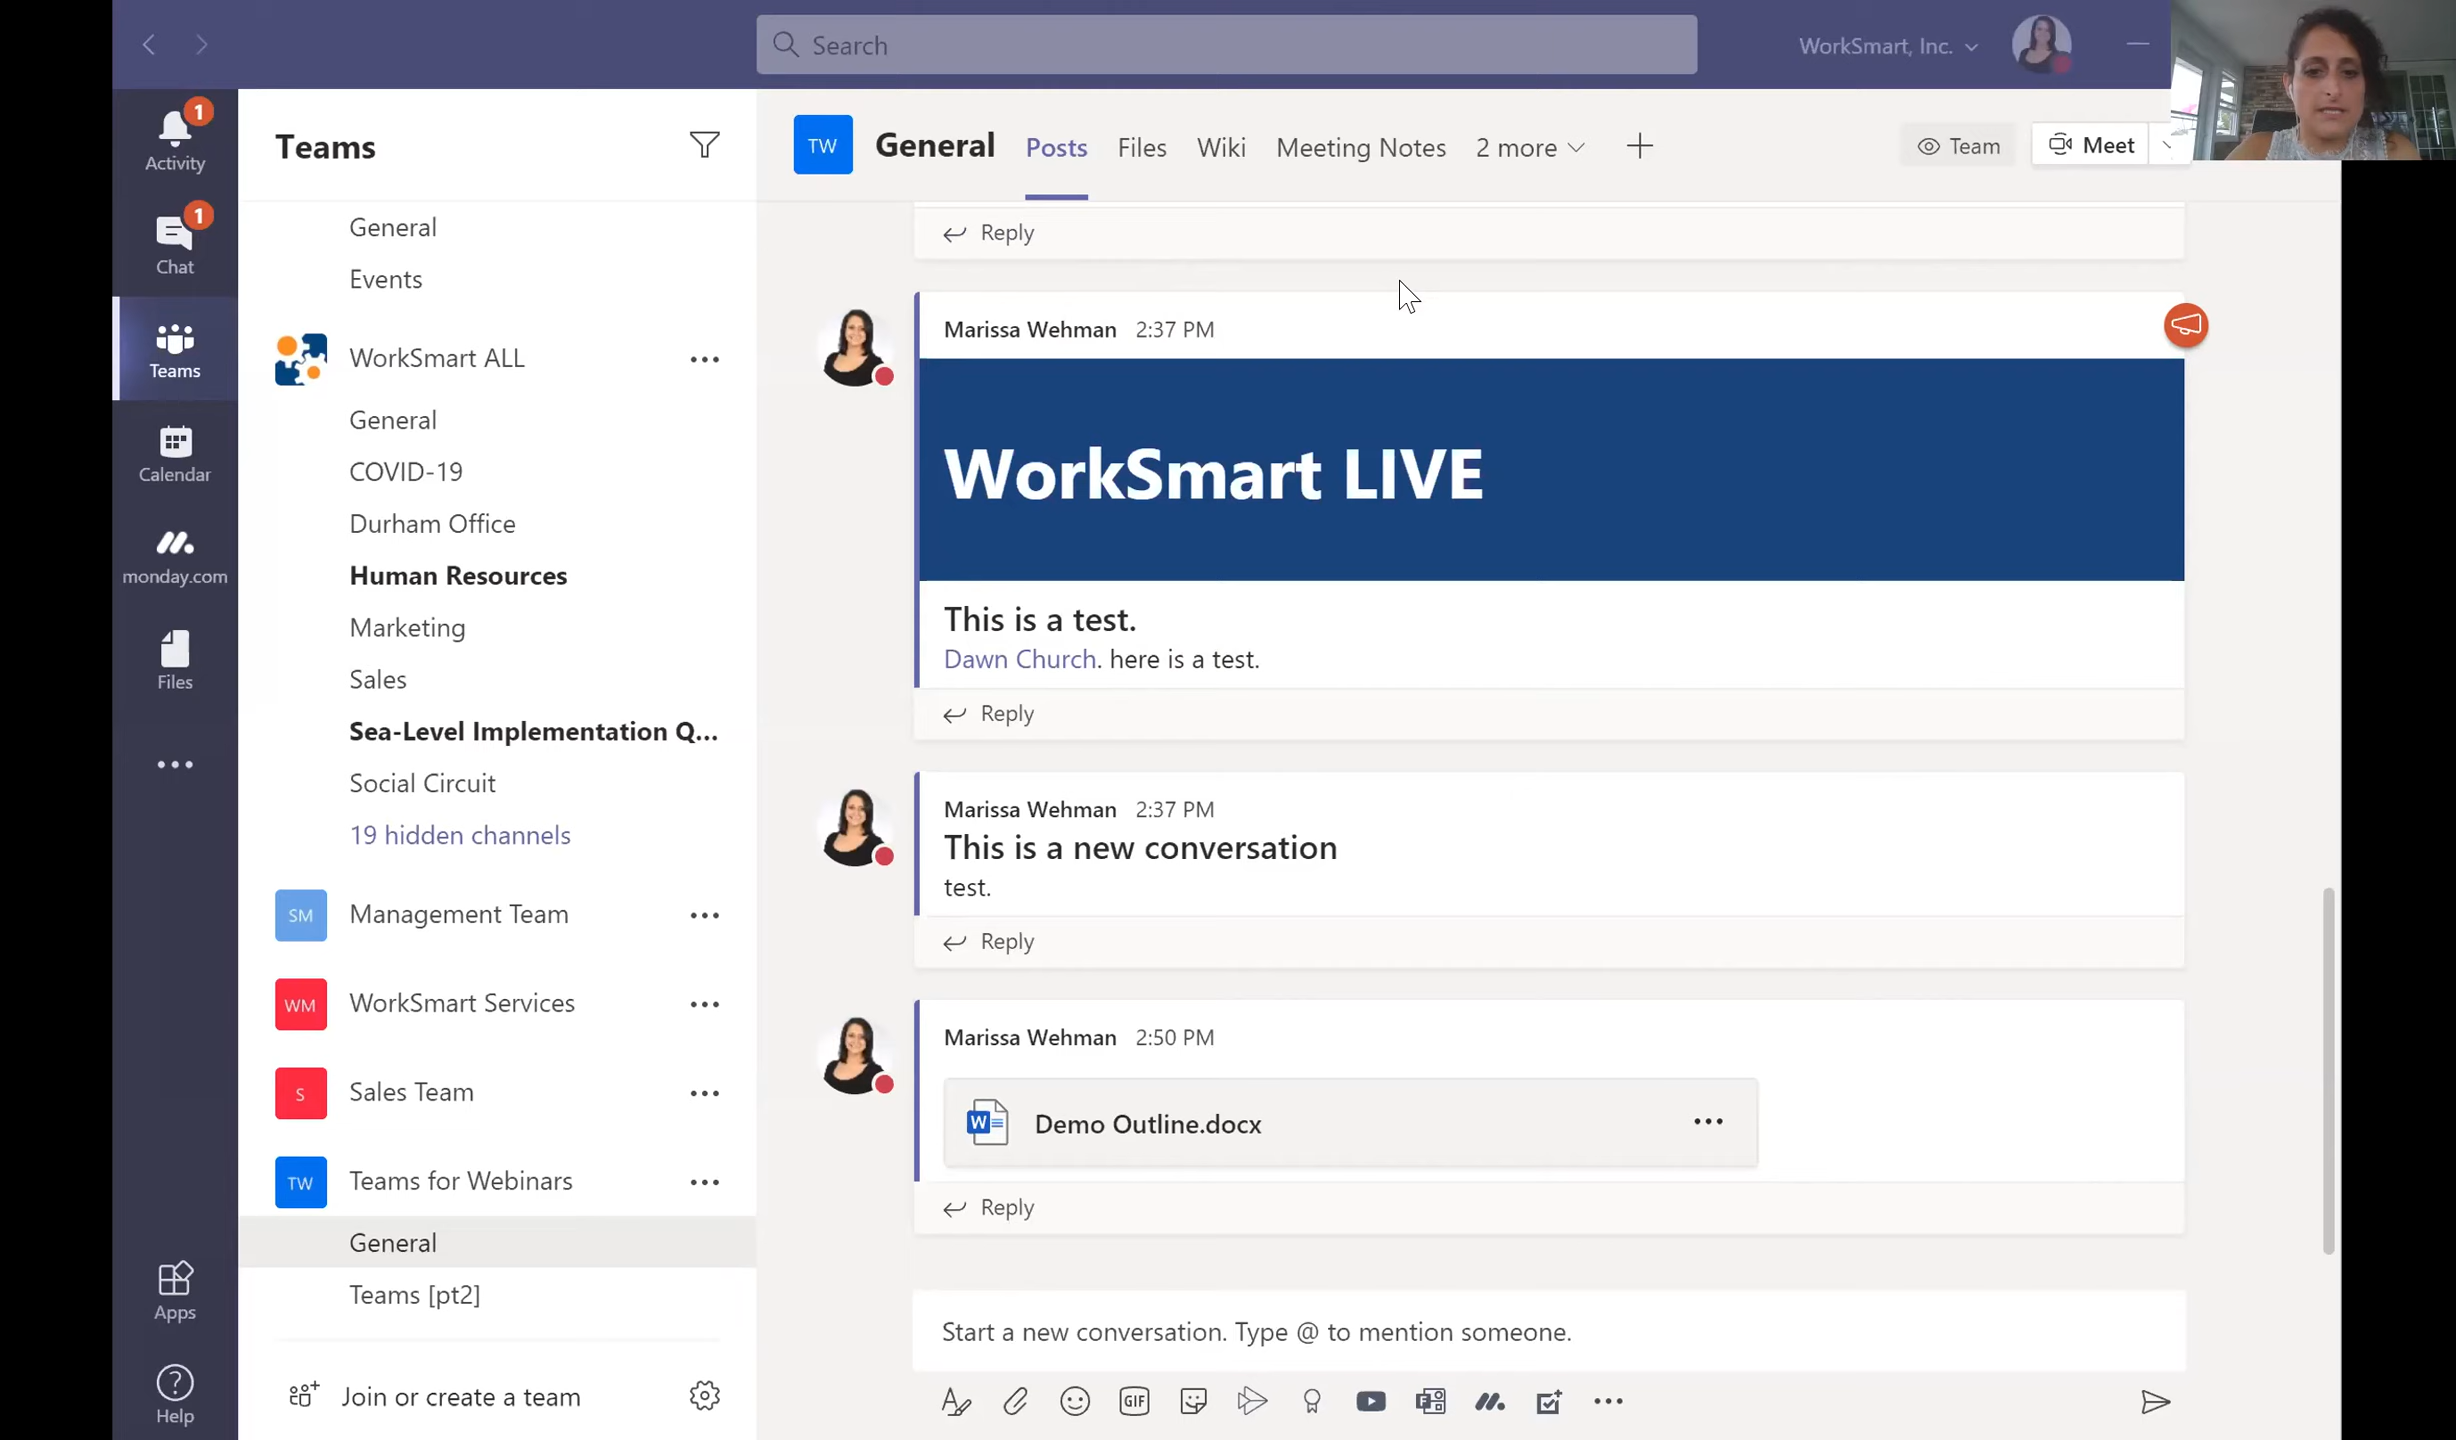 Search
WorkSmart, Inc.
1
Activity
1
Chat
Teams
Calendar
monday.com
Files
Apps
Help
Teams
General
Events
WorkSmart ALL
General
COVID-19
Durham Office
Human Resources
Marketing
Sales
Sea-Level Implementation Q...
Social Circuit
19 hidden channels
SM Management Team
WM WorkSmart Services
S Sales Team
TW Teams for Webinars
General
Teams [pt2]
Join or create a team
TW General Posts Files Wiki Meeting Notes 2 more
Team Meet
Reply
Marissa Wehman 2:37 PM
WorkSmart LIVE
This is a test.
Dawn Church. here is a test.
Reply
Marissa Wehman 2:37 PM
This is a new conversation
test.
Reply
Marissa Wehman 2:50 PM
W Demo Outline.docx
Reply
Start a new conversation. Type @ to mention someone.
GIF